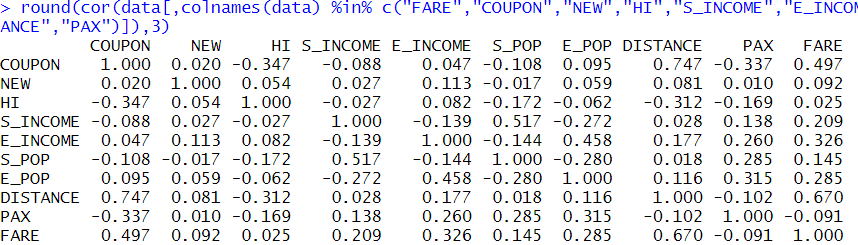 > round(cor(data[,colnames(data) %in% c("FARE","COUPON","NEW","HI","S_INCOME","E_INCOM
ANCE","PAX")]),3)
COUPON NEW HI S_INCOME E_INCOME S_POP E_POP DISTANCE PAX FARE
COUPON 1.000 0.020 -0.347 -0.088 0.047 -0.108 0.095 0.747 -0.337 0.497
NEW 0.020 1.000 0.054 0.027 0.113 -0.017 0.059 0.081 0.010 0.092
HI -0.347 0.054 1.000 -0.027 0.082 -0.172 -0.062 -0.312 -0.169 0.025
S_INCOME -0.088 0.027 -0.027 1.000 -0.139 0.517 -0.272 0.028 0.138 0.209
E_INCOME 0.047 0.113 0.082 -0.139 1.000 -0.144 0.458 0.177 0.260 0.326
S_POP -0.108 -0.017 -0.172 0.517 -0.144 1.000 -0.280 0.018 0.285 0.145
E_POP 0.095 0.059 -0.062 -0.272 0.458 -0.280 1.000 0.116 0.315 0.285
DISTANCE 0.747 0.081 -0.312 0.028 0.177 0.018 0.116 1.000 -0.102 0.670
PAX -0.337 0.010 -0.169 0.138 0.260 0.285 0.315 -0.102 1.000 -0.091
FARE 0.497 0.092 0.025 0.209 0.326 0.145 0.285 0.670 -0.091 1.000